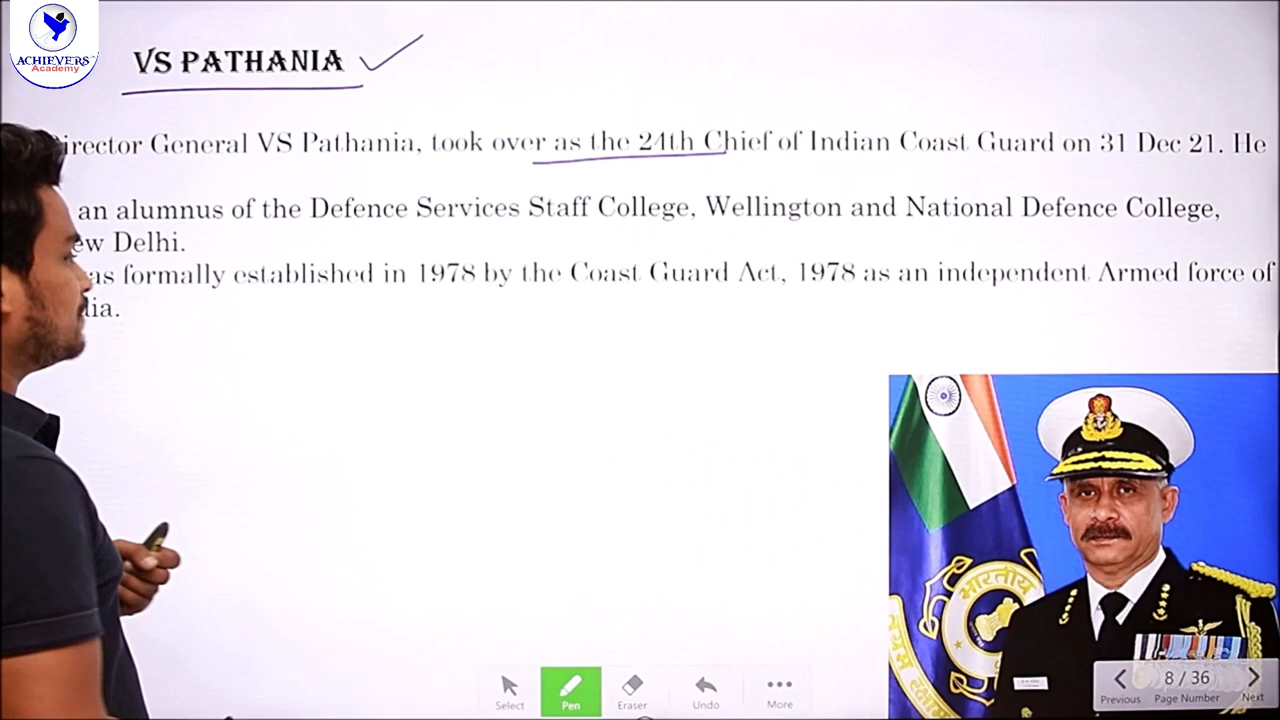 ACHIEVERS
Academy
VS PATHANIA
irector General VS Pathania, took over as the 24th Chief of Indian Coast Guard on 31 Dec 21. He
an alumnus of the Defence Services Staff College, Wellington and National Defence College,
ew Delhi.
as formally established in 1978 by the Coast Guard Act, 1978 as an independent Armed force of
dia.
भारतीय
Select
Pen
Eraser
Undo
More
Previous
8 / 36
Page Number
Next